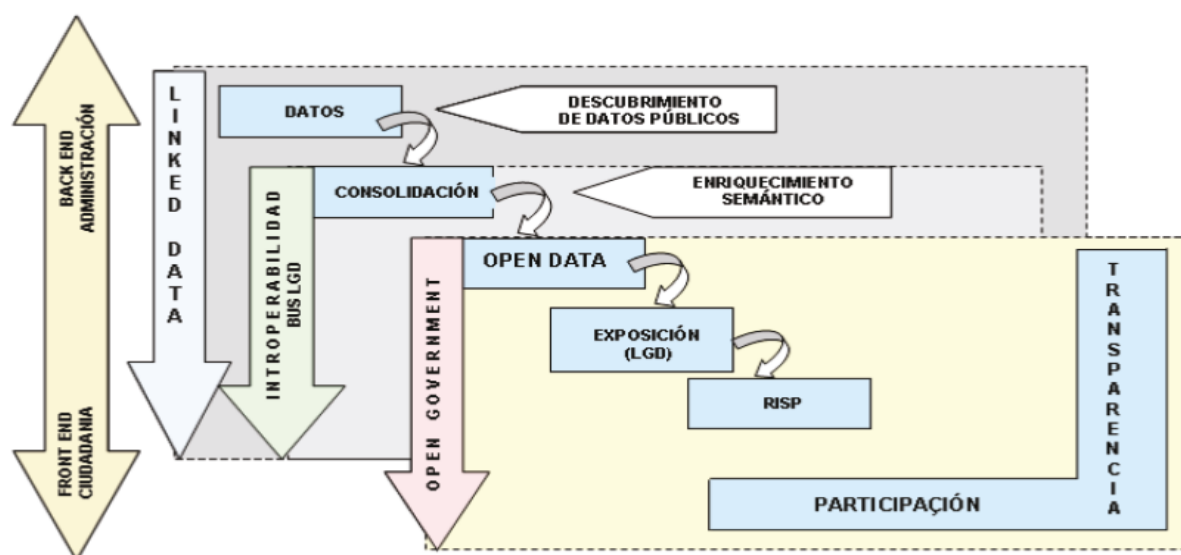 BACK END
ADMINISTRACIÓN
FRONT END
CIUDADANIA
LINKED DATA
DATOS
DESCUBRIMIENTO
DE DATOS PÚBLICOS
INTROPERABILIDAD
BUS LGD
CONSOLIDACIÓN
ENRIQUECIMIENTO
SEMÁNTICO
OPEN GOVERNMENT
OPEN DATA
EXPOSICIÓN
(LGD)
RISP
TRANSPARENCIA
PARTICIPAÇIÓN